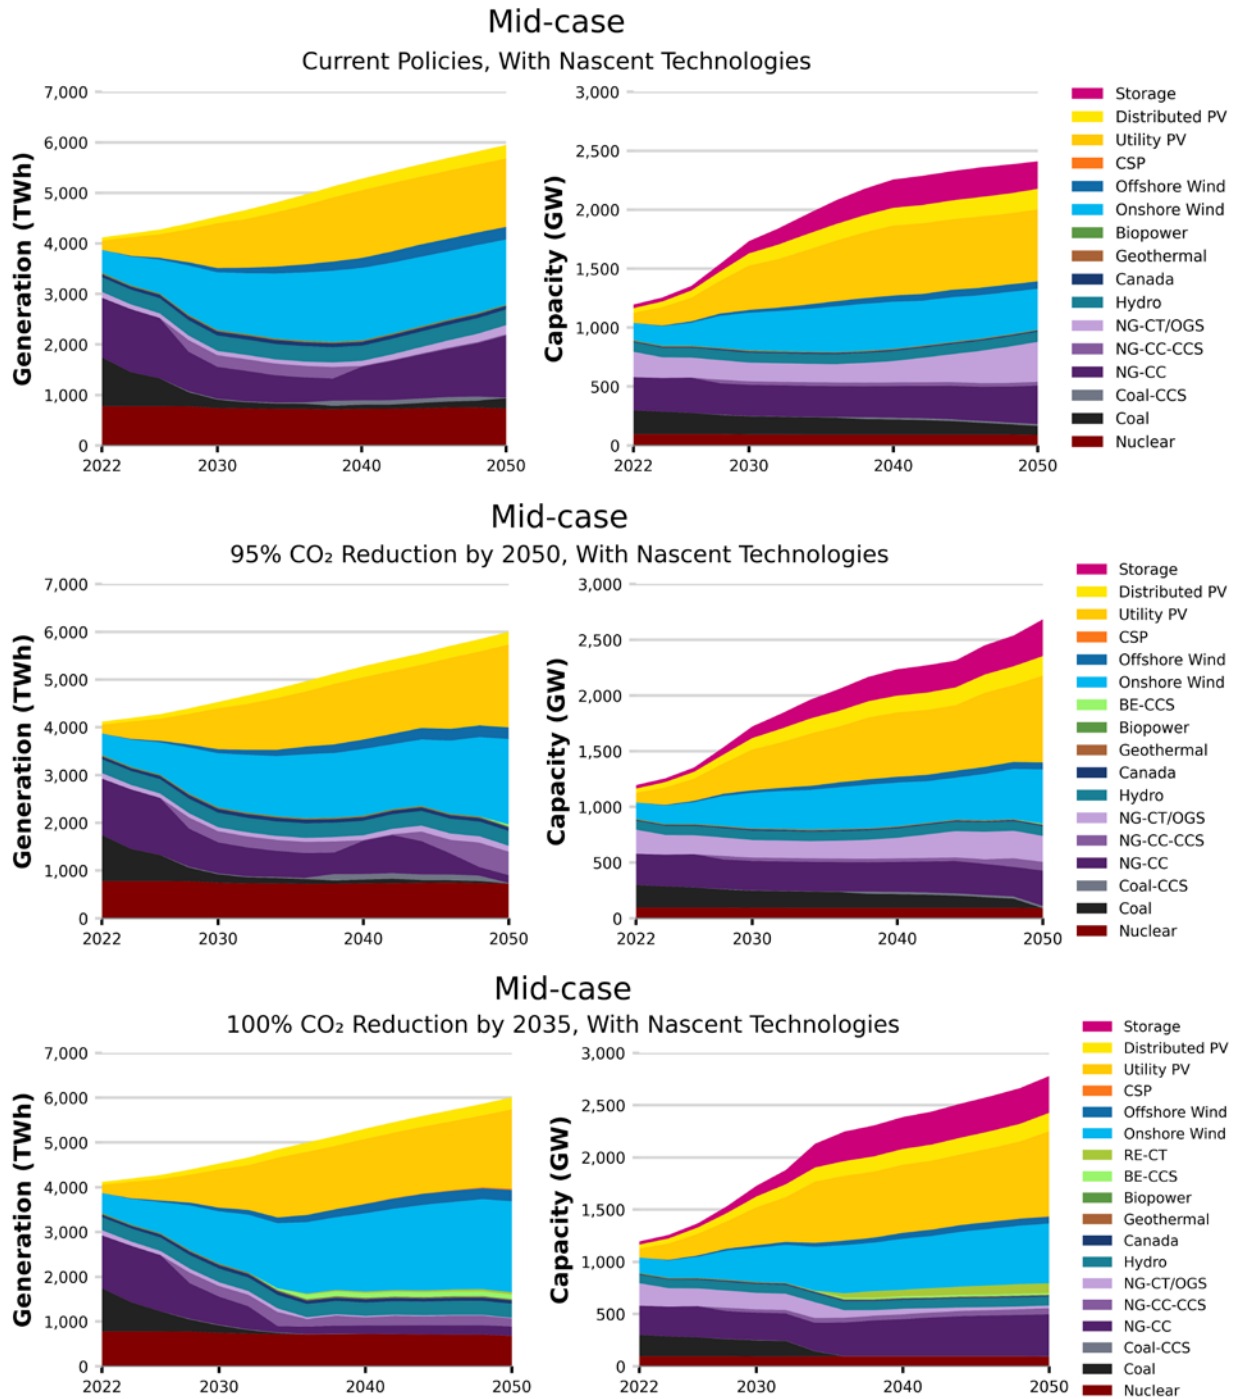 Mid-case
Current Policies, With Nascent Technologies
Generation (TWh)
7,000
6,000
5,000
4,000
3,000
2,000
1,000
0
2022
2030
2040
2050
Capacity (GW)
3,000
2,500
2,000
1,500
1,000
500
0
2022
2030
2040
2050
Storage
Distributed PV
Utility PV
CSP
Offshore Wind
Onshore Wind
Biopower
Geothermal
Canada
Hydro
NG-CT/OGS
NG-CC-CCS
NG-CC
Coal-CCS
Coal
Nuclear
Mid-case
95% CO₂ Reduction by 2050, With Nascent Technologies
Generation (TWh)
7,000
6,000
5,000
4,000
3,000
2,000
1,000
0
2022
2030
2040
2050
Capacity (GW)
3,000
2,500
2,000
1,500
1,000
500
0
2022
2030
2040
2050
Storage
Distributed PV
Utility PV
CSP
Offshore Wind
Onshore Wind
BE-CCS
Biopower
Geothermal
Canada
Hydro
NG-CT/OGS
NG-CC-CCS
NG-CC
Coal-CCS
Coal
Nuclear
Mid-case
100% CO₂ Reduction by 2035, With Nascent Technologies
Generation (TWh)
7,000
6,000
5,000
4,000
3,000
2,000
1,000
0
2022
2030
2040
2050
Capacity (GW)
3,000
2,500
2,000
1,500
1,000
500
0
2022
2030
2040
2050
Storage
Distributed PV
Utility PV
CSP
Offshore Wind
Onshore Wind
RE-CT
BE-CCS
Biopower
Geothermal
Canada
Hydro
NG-CT/OGS
NG-CC-CCS
NG-CC
Coal-CCS
Coal
Nuclear